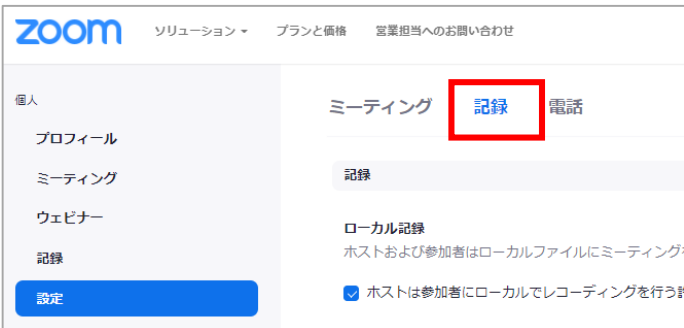 zoom ソリューション プランと価格 営業担当へのお問い合わせ
個人
プロフィール
ミーティング
ウェビナー
記録
設定
ミーティング 記録 電話
記録
ローカル記録
ホストおよび参加者はローカルファイルにミーティング
ホストは参加者にローカルでレコーディングを行う